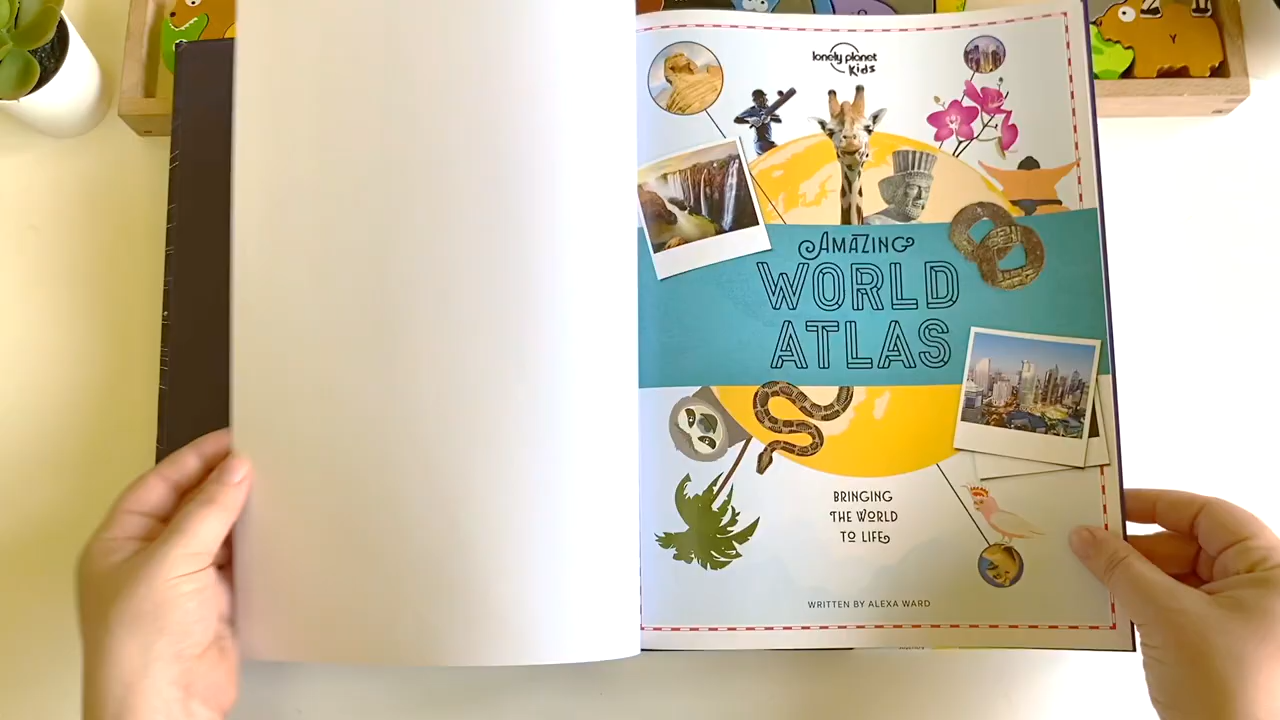 lonely planet
kids
AMAZING
WORLD
ATLAS
BRINGING
THE WORLD
TO LIFE
WRITTEN BY ALEXA WARD
Y